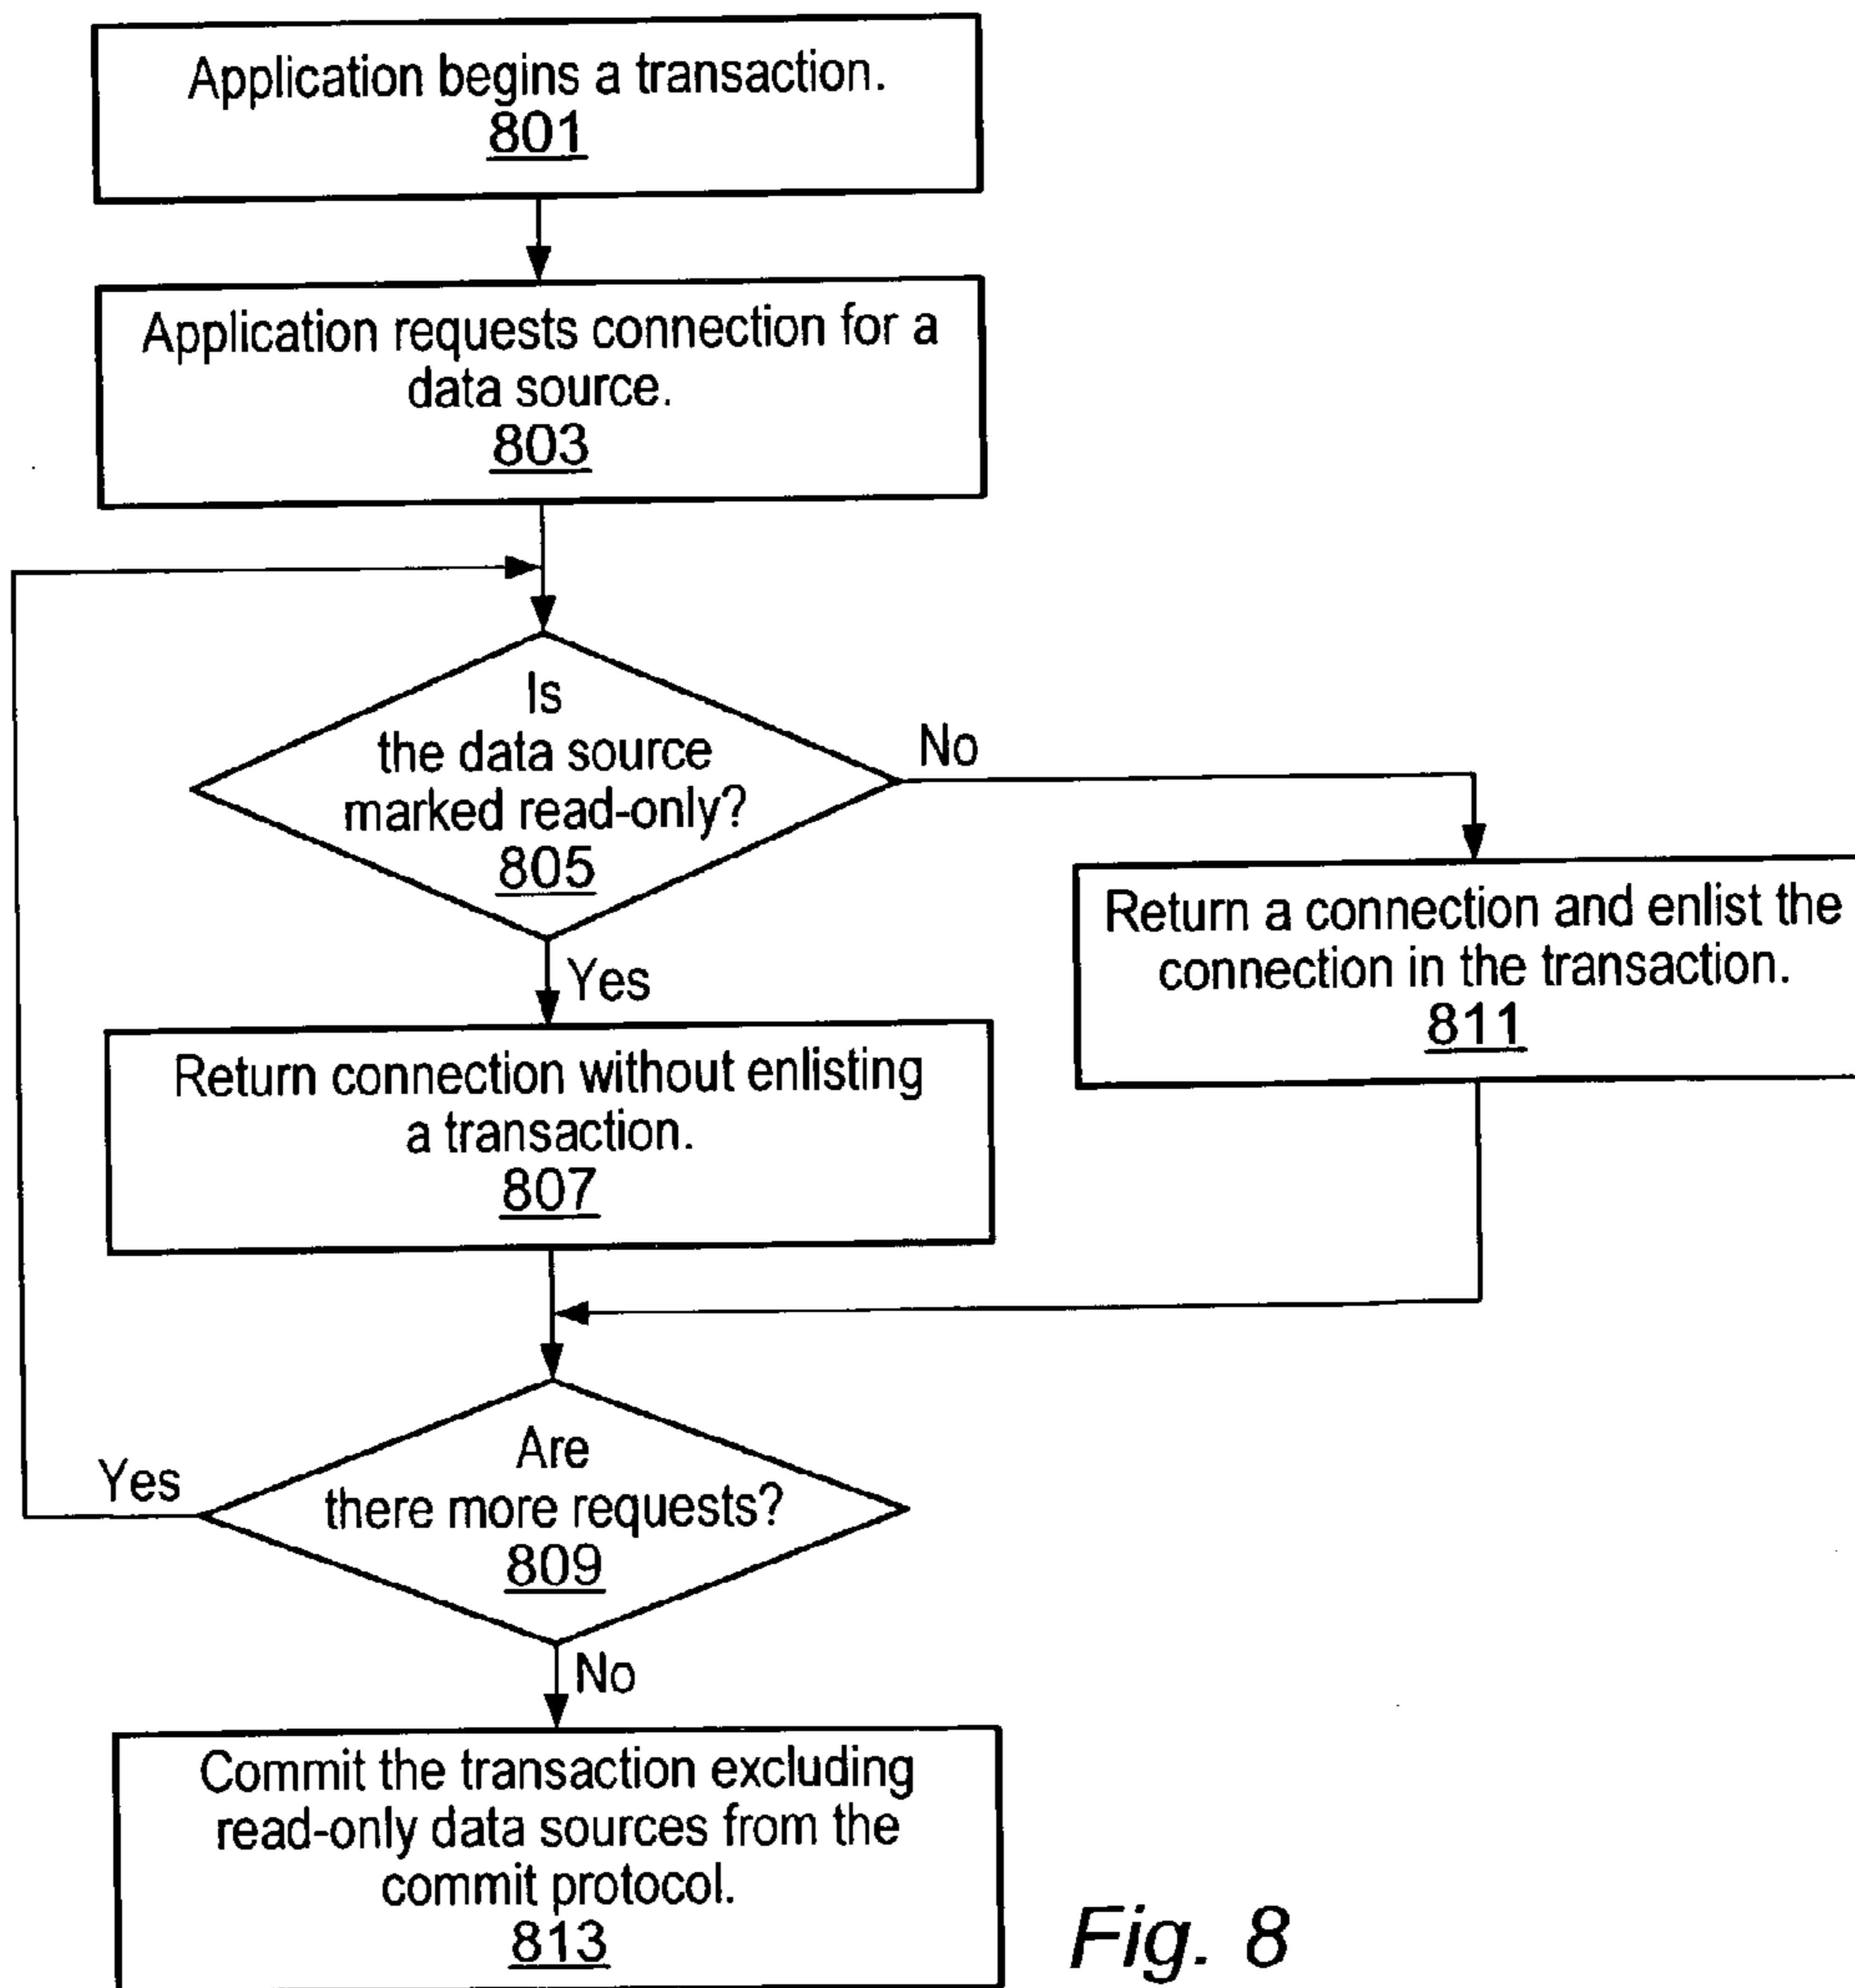 Application begins a transaction.
801
Application requests connection for a
data source.
803
Is
the data source
marked read-only?
805
No
Yes
Return a connection and enlist the
connection in the transaction.
811
Return connection without enlisting
a transaction.
807
Are
there more requests?
809
Yes
No
Commit the transaction excluding
read-only data sources from the
commit protocol.
813
Fig. 8